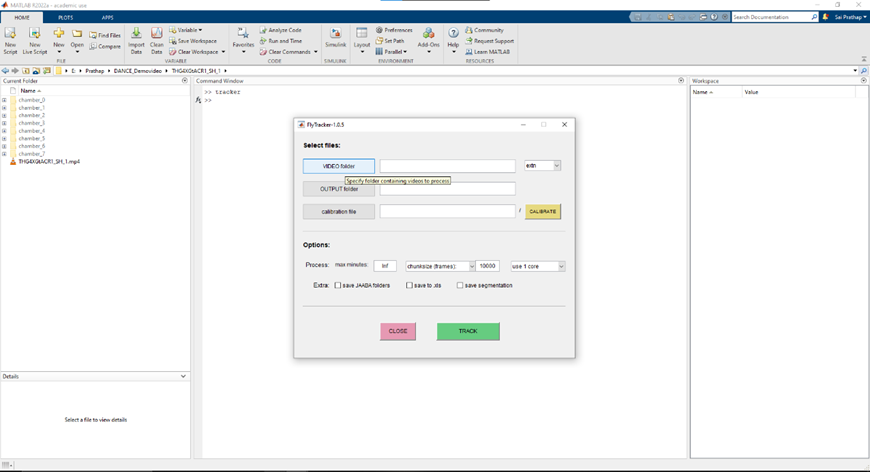 MATLAB R2022a - academic use
HOME PLOTS APPS
Search Documentation
Sai Prathap
New Script
New Live Script
New
Open
Find Files
Compare
Import Data
Clean Data
Variable
Save Workspace
Clear Workspace
Favorites
Analyze Code
Run and Time
Clear Commands
Simulink
Layout
Preferences
Set Path
Parallel
Add-Ons
Help
Community
Request Support
Learn MATLAB
FILE VARIABLE CODE SIMULINK ENVIRONMENT RESOURCES
E: Prathap DANCE_Demovideo THG4XGtACR1_SH_1
Current Folder
Name
chamber_0
chamber_1
chamber_2
chamber_3
chamber_4
chamber_5
chamber_6
chamber_7
THG4XGtACR1_SH_1.mp4
Details
Select a file to view details
Command Window
>> tracker
fx >>
Workspace
Name Value
FlyTracker-1.0.5
Select files:
VIDEO folder
extn
Specify folder containing videos to process
OUTPUT folder
calibration file / CALIBRATE
Options:
Process: max minutes: inf chunksize (frames): 10000 use 1 core
Extra: save JAABA folders save to .xls save segmentation
CLOSE TRACK